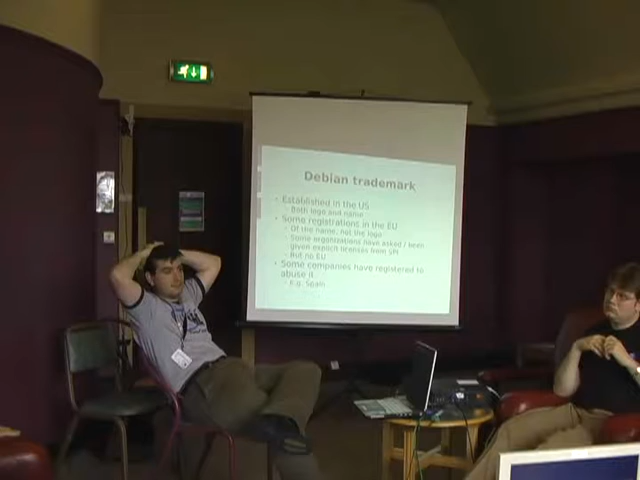 Debian trademark
Established in the US
Both logo and name
Some registrations in the EU
Of the name, not the logo
Some organizations have asked / been
given explicit licenses from SPI
But no EU
Some companies have registered to
abuse it
E.g. Spain